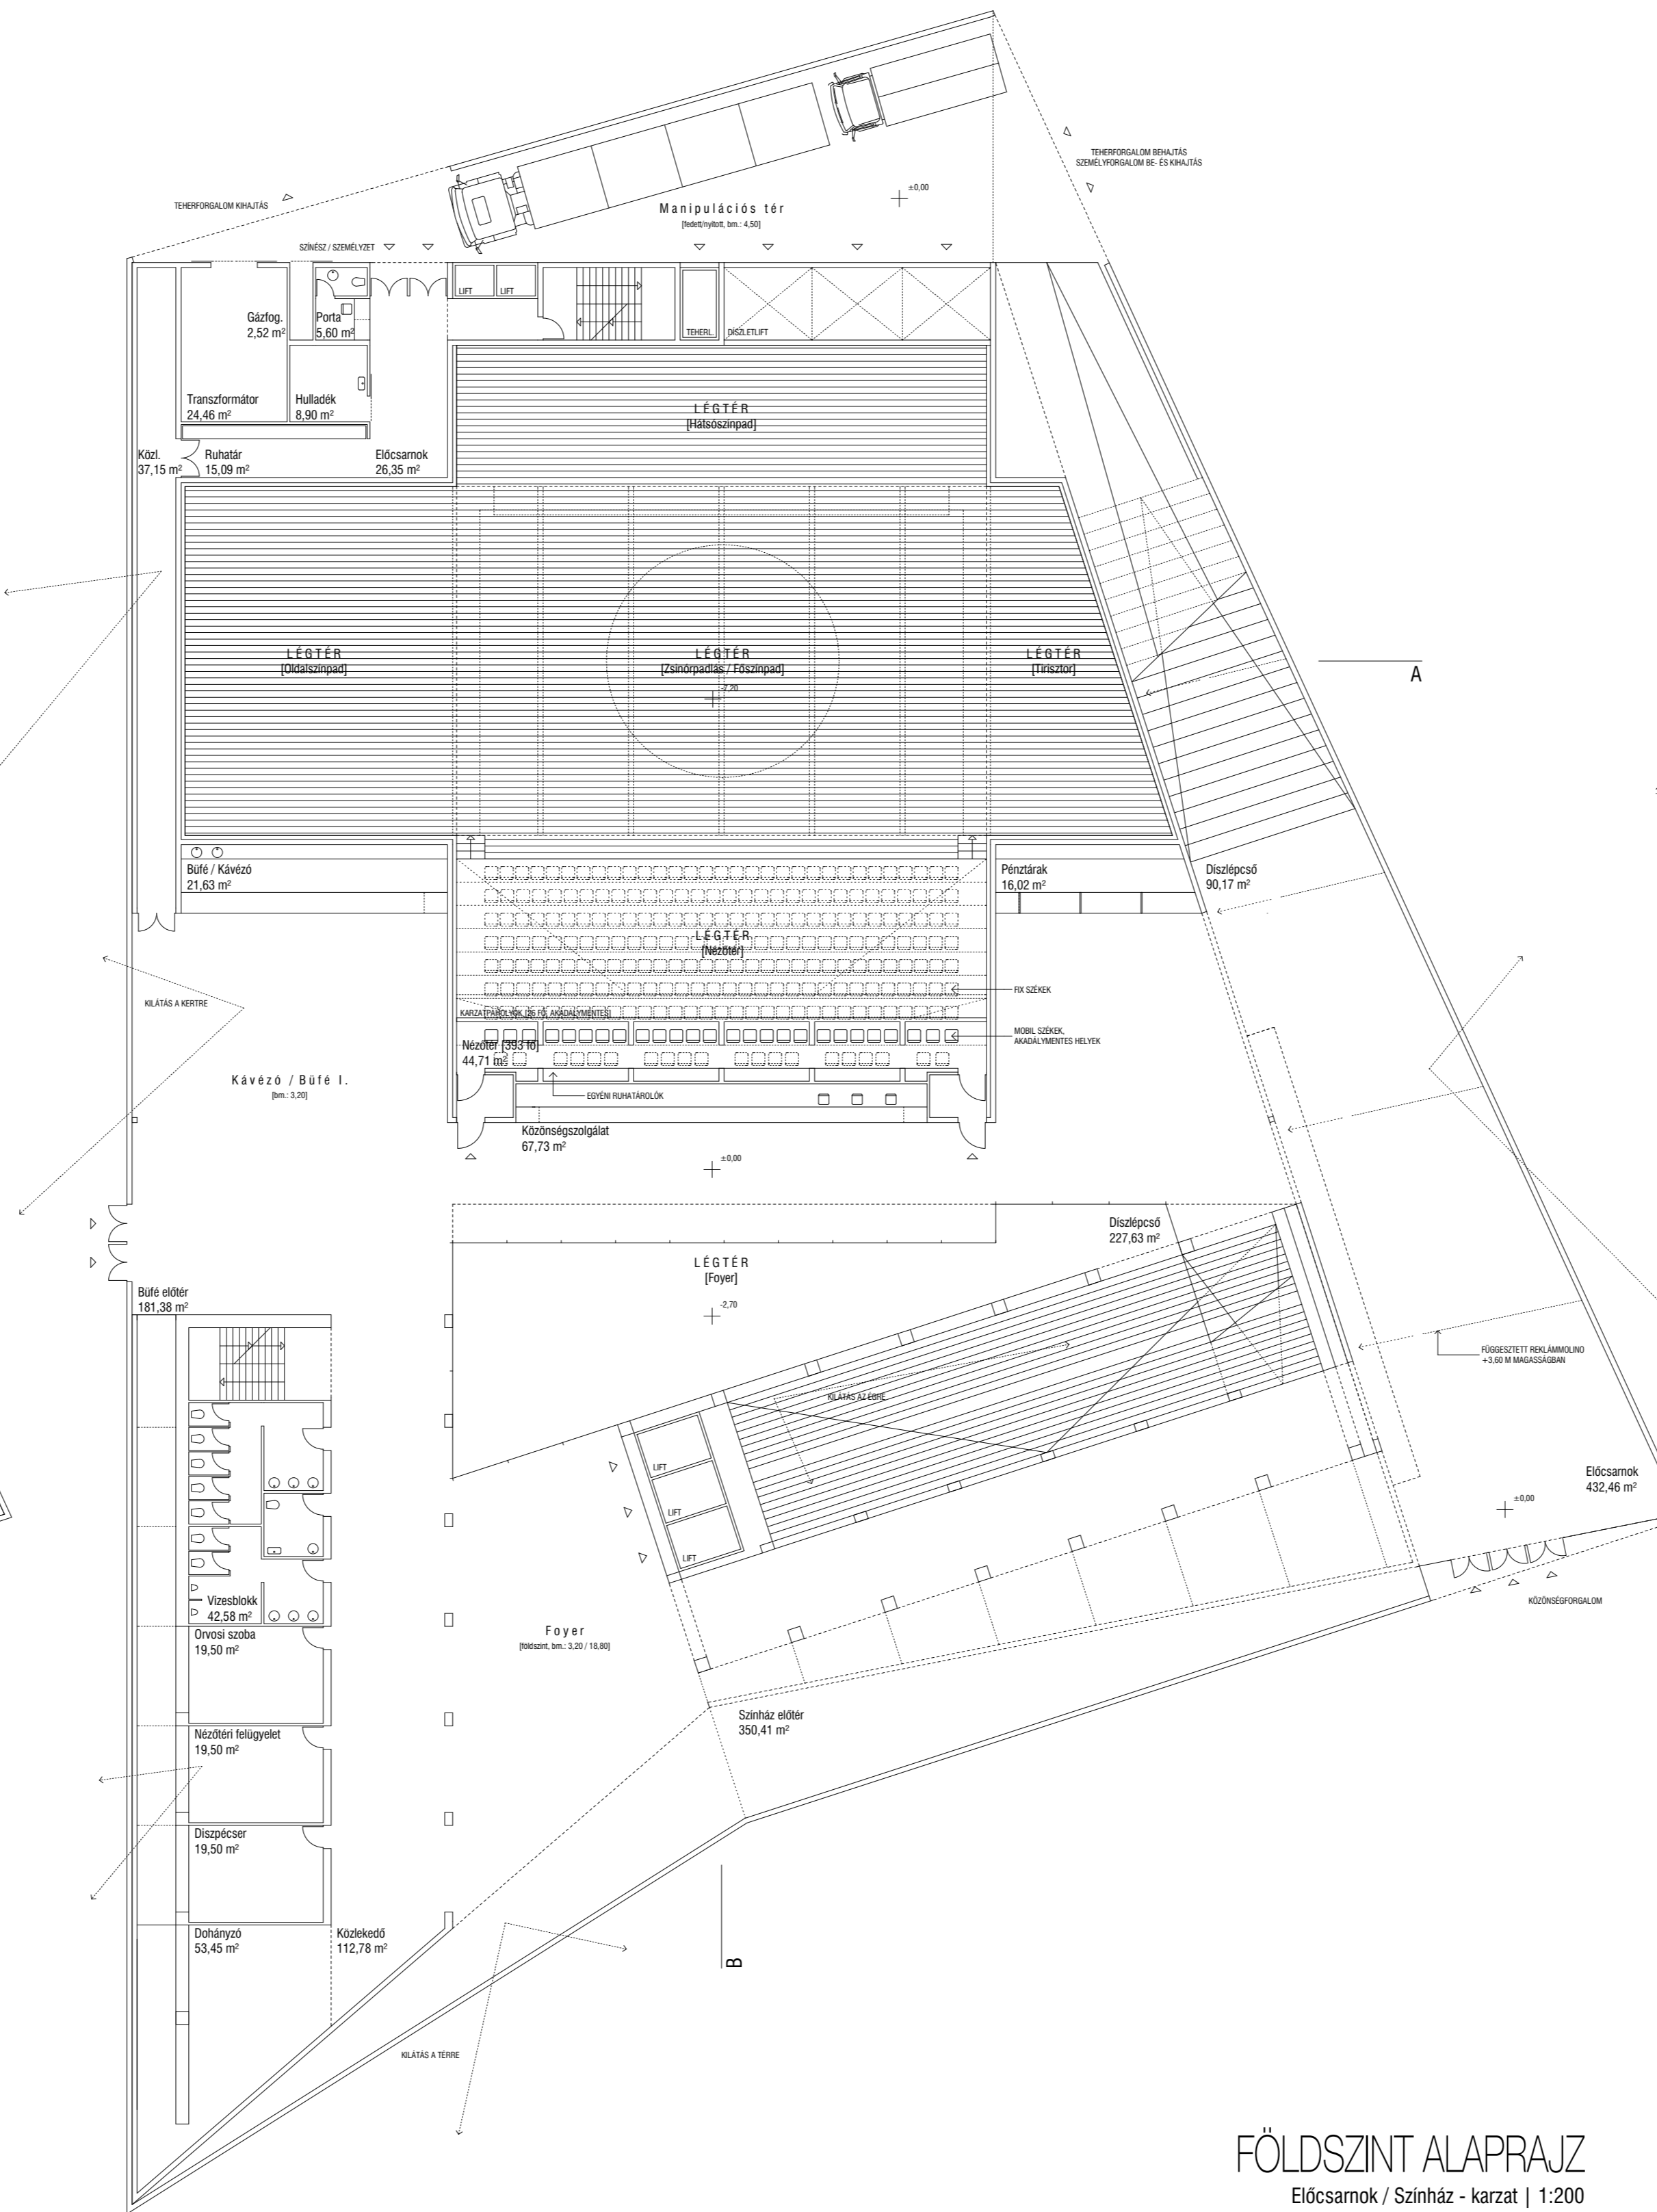 TEHERFORGALOM BEHAJTÁS
SZEMÉLYFORGALOM BE- ÉS KIHAJTÁS
TEHERFORGALOM KIHAJTÁS
±0,00
Manipulációs tér
[fedett/nyitott, bm.: 4,50]
SZÍNÉSZ / SZEMÉLYZET
LIFT
LIFT
Gázfog.
2,52 m²
Porta
5,60 m²
TEHERL.
DÍSZLETLIFT
Transzformátor
24,46 m²
Hulladék
8,90 m²
LÉGTÉR
[Hátsószínpad]
Közl.
37,15 m²
Ruhatár
15,09 m²
Előcsarnok
26,35 m²
LÉGTÉR
[Oldalszínpad]
LÉGTÉR
[Zsinórpadlás / Főszínpad]
-7,20
LÉGTÉR
[Tirisztor]
A
Büfé / Kávézó
21,63 m²
Pénztárak
16,02 m²
Díszlépcső
90,17 m²
LÉGTÉR
[Nézőtér]
FIX SZÉKEK
KILÁTÁS A KERTRE
KARZATPÁHOLYOK [26 FŐ, AKADÁLYMENTES]
MOBIL SZÉKEK,
AKADÁLYMENTES HELYEK
Nézőtér [393 fő]
44,71 m²
Kávézó / Büfé I.
[bm.: 3,20]
EGYÉNI RUHATÁROLÓK
Közönségszolgálat
67,73 m²
±0,00
Díszlépcső
227,63 m²
LÉGTÉR
[Foyer]
-2,70
Büfé előtér
181,38 m²
FÜGGESZTETT REKLÁMMOLINO
+3,60 M MAGASSÁGBAN
KILÁTÁS AZ ÉGRE
LIFT
LIFT
LIFT
Előcsarnok
432,46 m²
±0,00
KÖZÖNSÉGFORGALOM
Vizesblokk
42,58 m²
Orvosi szoba
19,50 m²
Foyer
[földszint, bm.: 3,20 / 18,80]
Színház előtér
350,41 m²
Nézőtéri felügyelet
19,50 m²
Diszpécser
19,50 m²
Dohányzó
53,45 m²
Közlekedő
112,78 m²
B
KILÁTÁS A TÉRRE
FÖLDSZINT ALAPRAJZ
Előcsarnok / Színház - karzat | 1:200